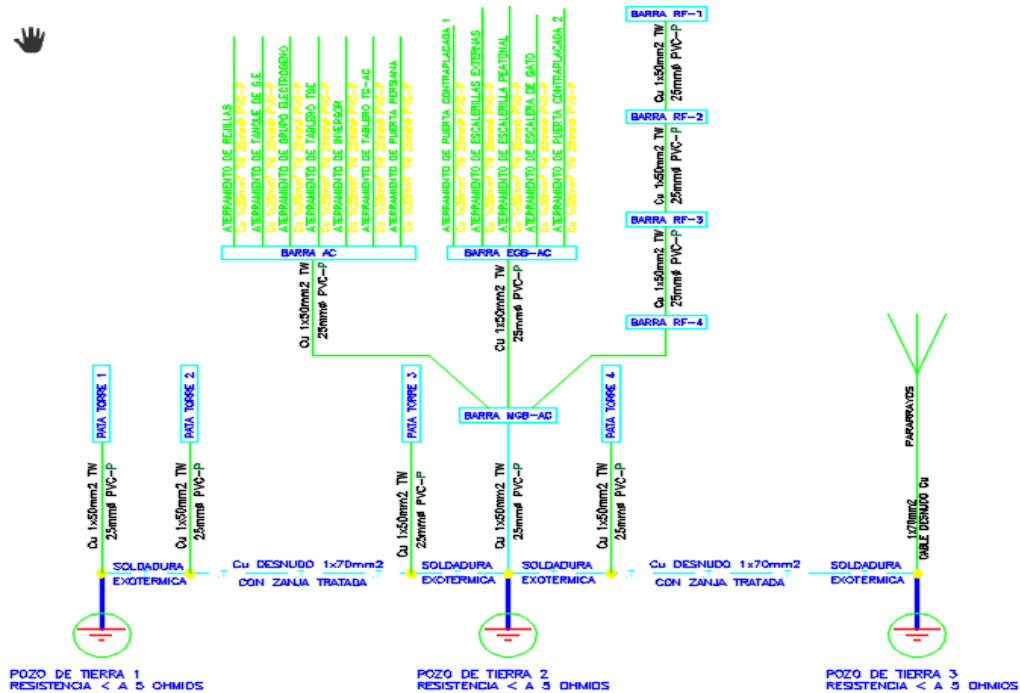 BARRA RF-1
Cu 1x50mm2 TW
25mmø PVC-P
BARRA RF-2
Cu 1x50mm2 TW
25mmø PVC-P
BARRA RF-3
Cu 1x50mm2 TW
25mmø PVC-P
BARRA RF-4
ATERRAMIENTO DE REJILLAS
ATERRAMIENTO DE TANQUE DE G.E
ATERRAMIENTO DE GRUPO ELECTROGENO
ATERRAMIENTO DE TABLERO TGE
ATERRAMIENTO DE INVERSOR
ATERRAMIENTO DE TABLERO TG-AC
ATERRAMIENTO DE PUERTA PERSIANA
ATERRAMIENTO DE PUERTA CONTRAPLACADA 1
ATERRAMIENTO DE ESCALERILLAS EXTERNAS
ATERRAMIENTO DE ESCALERILLA PEATONAL
ATERRAMIENTO DE ESCALERA DE GATO
ATERRAMIENTO DE PUERTA CONTRAPLACADA 2
BARRA AC
BARRA EGB-AC
Cu 1x50mm2 TW
25mmø PVC-P
Cu 1x50mm2 TW
25mmø PVC-P
PATA TORRE 1
PATA TORRE 2
PATA TORRE 3
BARRA MGB-AC
PATA TORRE 4
PARARRAYOS
Cu 1x50mm2 TW
25mmø PVC-P
Cu 1x50mm2 TW
25mmø PVC-P
Cu 1x50mm2 TW
25mmø PVC-P
Cu 1x50mm2 TW
25mmø PVC-P
Cu 1x50mm2 TW
25mmø PVC-P
1x70mm2
CABLE DESNUDO Cu
SOLDADURA
EXOTERMICA
Cu DESNUDO 1x70mm2
CON ZANJA TRATADA
SOLDADURA
EXOTERMICA
SOLDADURA
EXOTERMICA
Cu DESNUDO 1x70mm2
CON ZANJA TRATADA
SOLDADURA
EXOTERMICA
POZO DE TIERRA 1
RESISTENCIA < A 5 OHMIOS
POZO DE TIERRA 2
RESISTENCIA < A 5 OHMIOS
POZO DE TIERRA 3
RESISTENCIA < A 5 OHMIOS